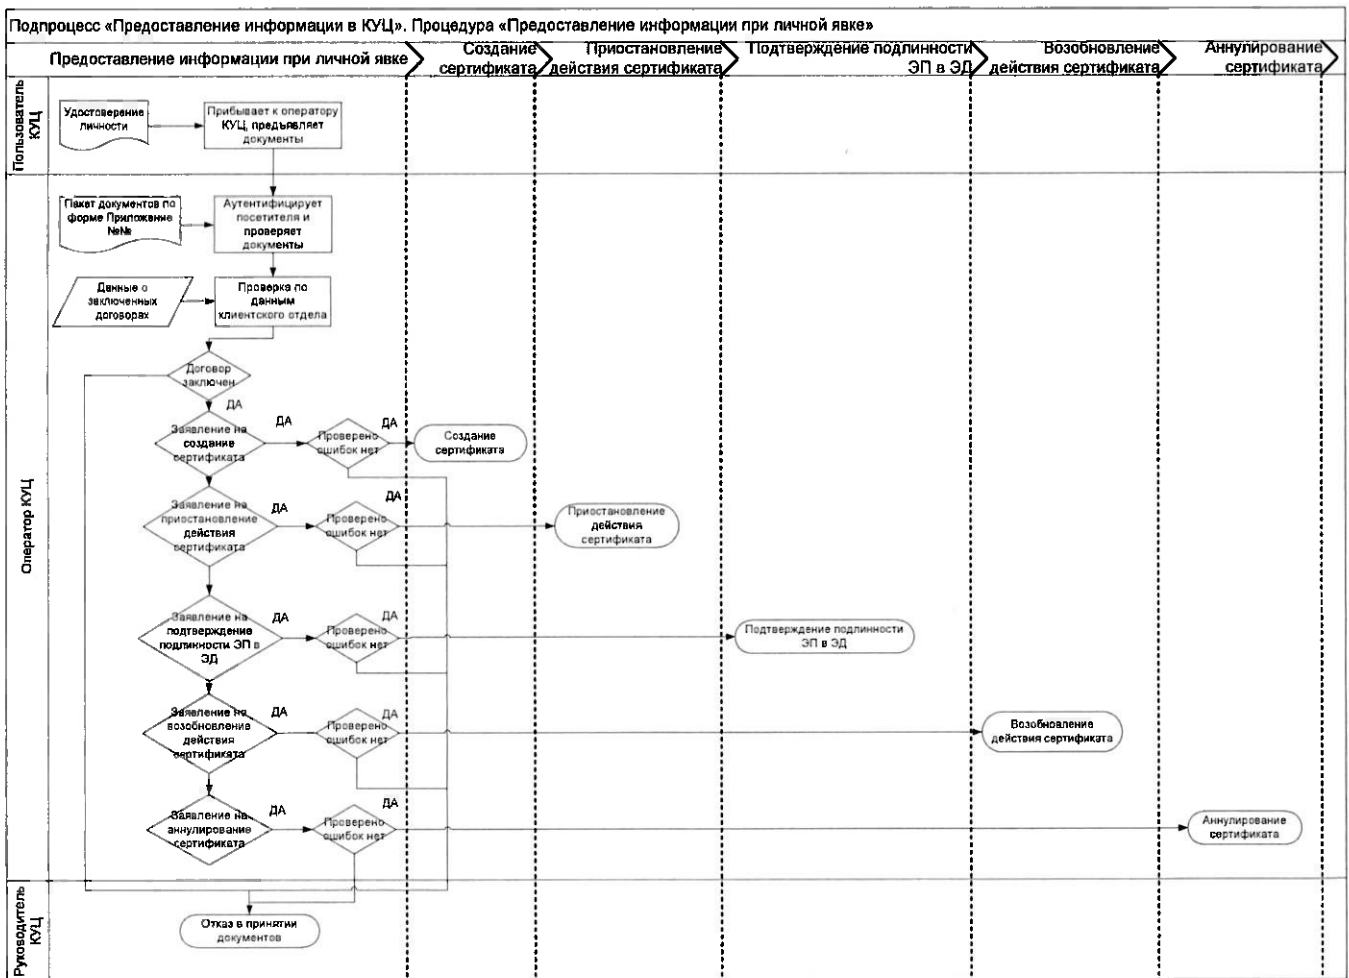 Подпроцесс «Предоставление информации в КУЦ». Процедура «Предоставление информации при личной явке»
Предоставление информации при личной явке
Создание
сертификата
Приостановление
действия сертификата
Подтверждение подлинности
ЭП в ЭД
Возобновление
действия сертификата
Аннулирование
сертификата
Пользователь
КУЦ
Удостоверение
личности
Прибывает к оператору
КУЦ, предъявляет
документы
Оператор КУЦ
Пакет документов по
форме Приложение
№№
Аутентифицирует
посетителя и
проверяет
документы
Данные о
заключенных
договорах
Проверка по
данным
клиентского отдела
Договор
заключен
ДА
Заявление на
создание
сертификата
ДА
Проверено
ошибок нет
ДА
Создание
сертификата
Заявление на
приостановление
действия
сертификата
ДА
Проверено
ошибок нет
ДА
Приостановление
действия
сертификата
Заявление на
подтверждение
подлинности ЭП в
ЭД
ДА
Проверено
ошибок нет
ДА
Подтверждение подлинности
ЭП в ЭД
Заявление на
возобновление
действия
сертификата
ДА
Проверено
ошибок нет
ДА
Возобновление
действия сертификата
Заявление на
аннулирование
сертификата
ДА
Проверено
ошибок нет
ДА
Аннулирование
сертификата
Руководитель
КУЦ
Отказ в принятии
документов